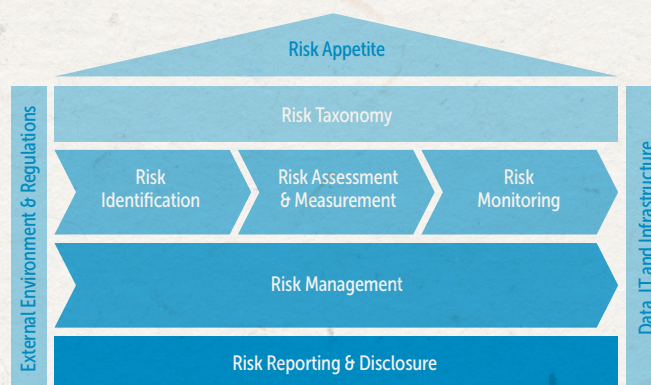 Risk Appetite
Risk Taxonomy
External Environment & Regulations
Risk
Identification
Risk Assessment
& Measurement
Risk
Monitoring
Data, IT and Infrastructure
Risk Management
Risk Reporting & Disclosure